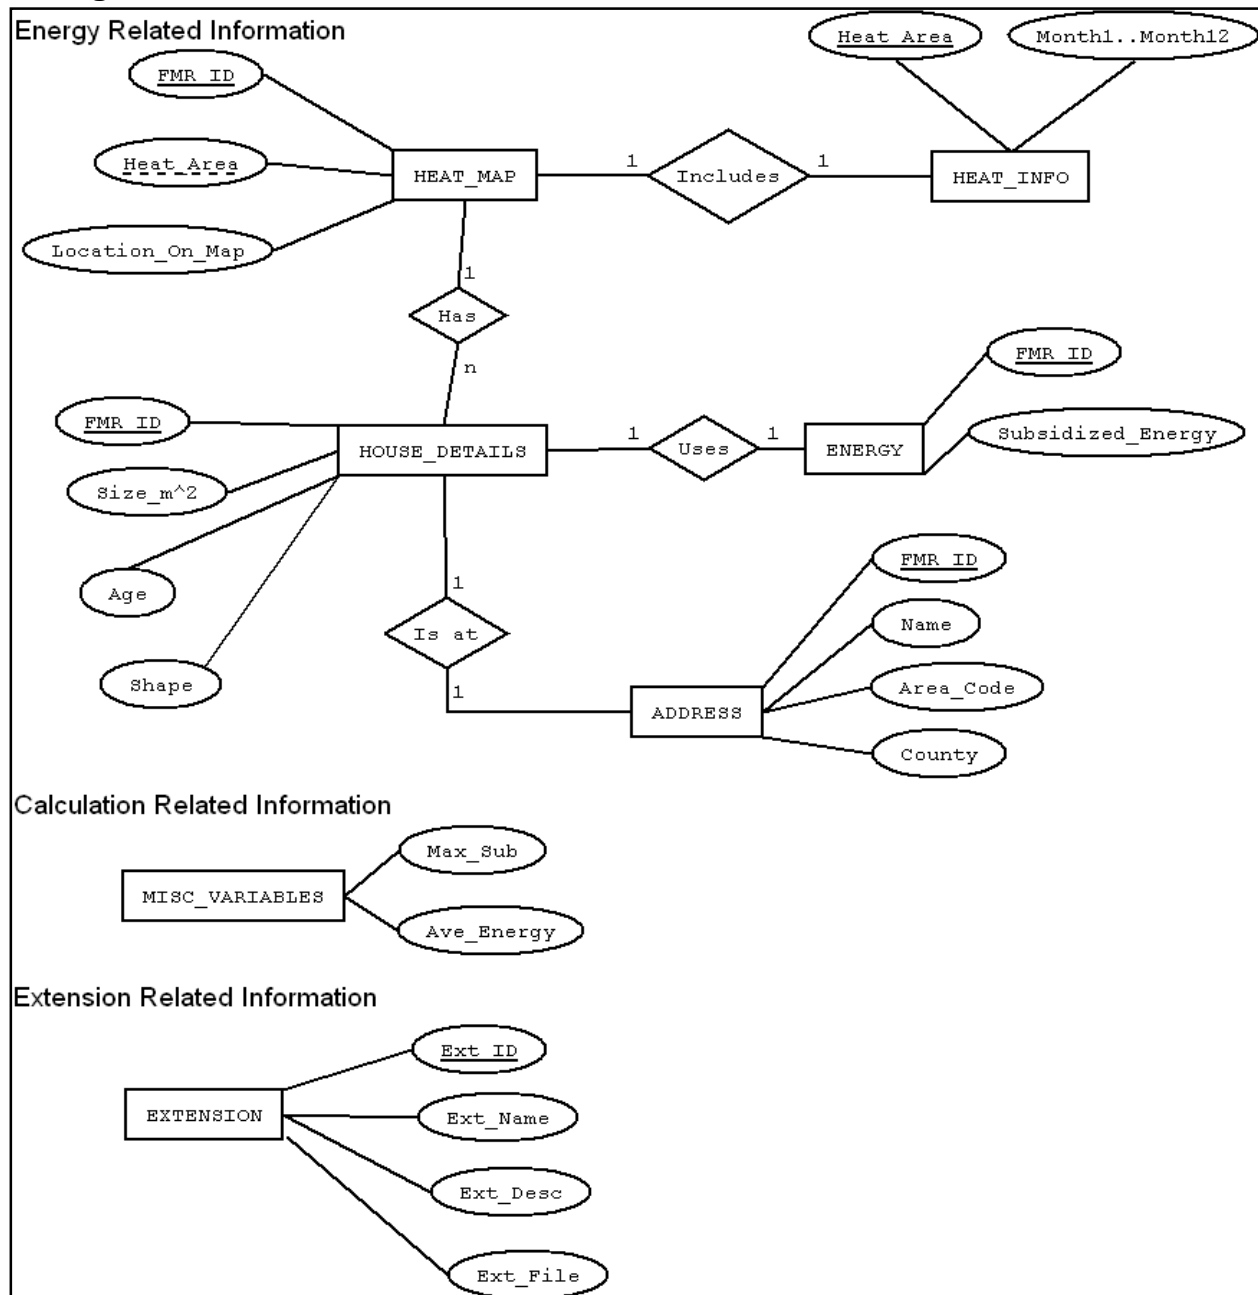 Energy Related Information
Heat_Area
Month1..Month12
FMR_ID
Heat_Area
HEAT_MAP
1
Includes
1
HEAT_INFO
Location_On_Map
1
Has
n
FMR_ID
FMR_ID
Subsidized_Energy
HOUSE_DETAILS
1
Uses
1
ENERGY
Size_m^2
Age
Shape
1
Is at
1
FMR_ID
Name
Area_Code
County
ADDRESS
Calculation Related Information
MISC_VARIABLES
Max_Sub
Ave_Energy
Extension Related Information
EXTENSION
Ext_ID
Ext_Name
Ext_Desc
Ext_File